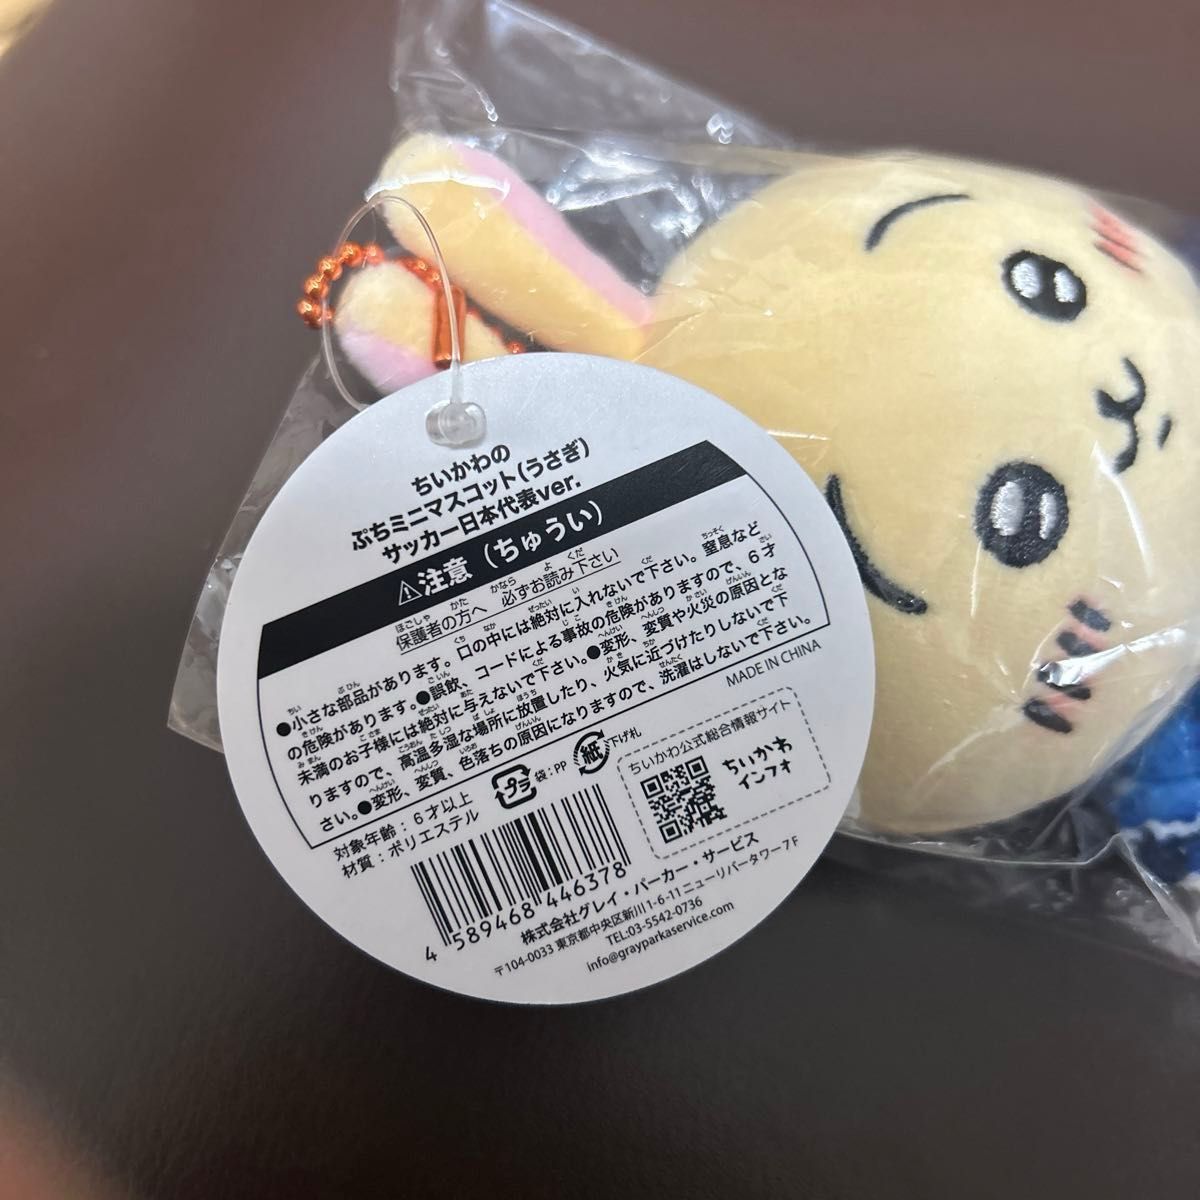 ちいかわの
ぷちミニマスコット(うさぎ)
サッカー日本代表ver.
⚠注意(ちゅうい)
保護者の方へ 必ずお読み下さい
●小さな部品があります。口の中には絶対に入れないで下さい。窒息など
の危険があります。●誤飲、コードによる事故の危険がありますので、6才
未満のお子様には絶対に与えないで下さい。●変形、変質や火災の原因とな
りますので、高温多湿な場所に放置したり、火気に近づけたりしないで下
さい。●変形、変質、色落ちの原因になりますので、洗濯はしないで下さい。
対象年齢:6才以上
材質:ポリエステル
MADE IN CHINA
プラ 袋:PP
紙 下げ札
ちいかわ公式総合情報サイト
ちいかわ
インフォ
4 589468 446378
株式会社グレイ・パーカー・サービス
〒104-0033 東京都中央区新川1-6-11 ニューリバータワー7F
TEL:03-5542-0736
info@grayparkaservice.com